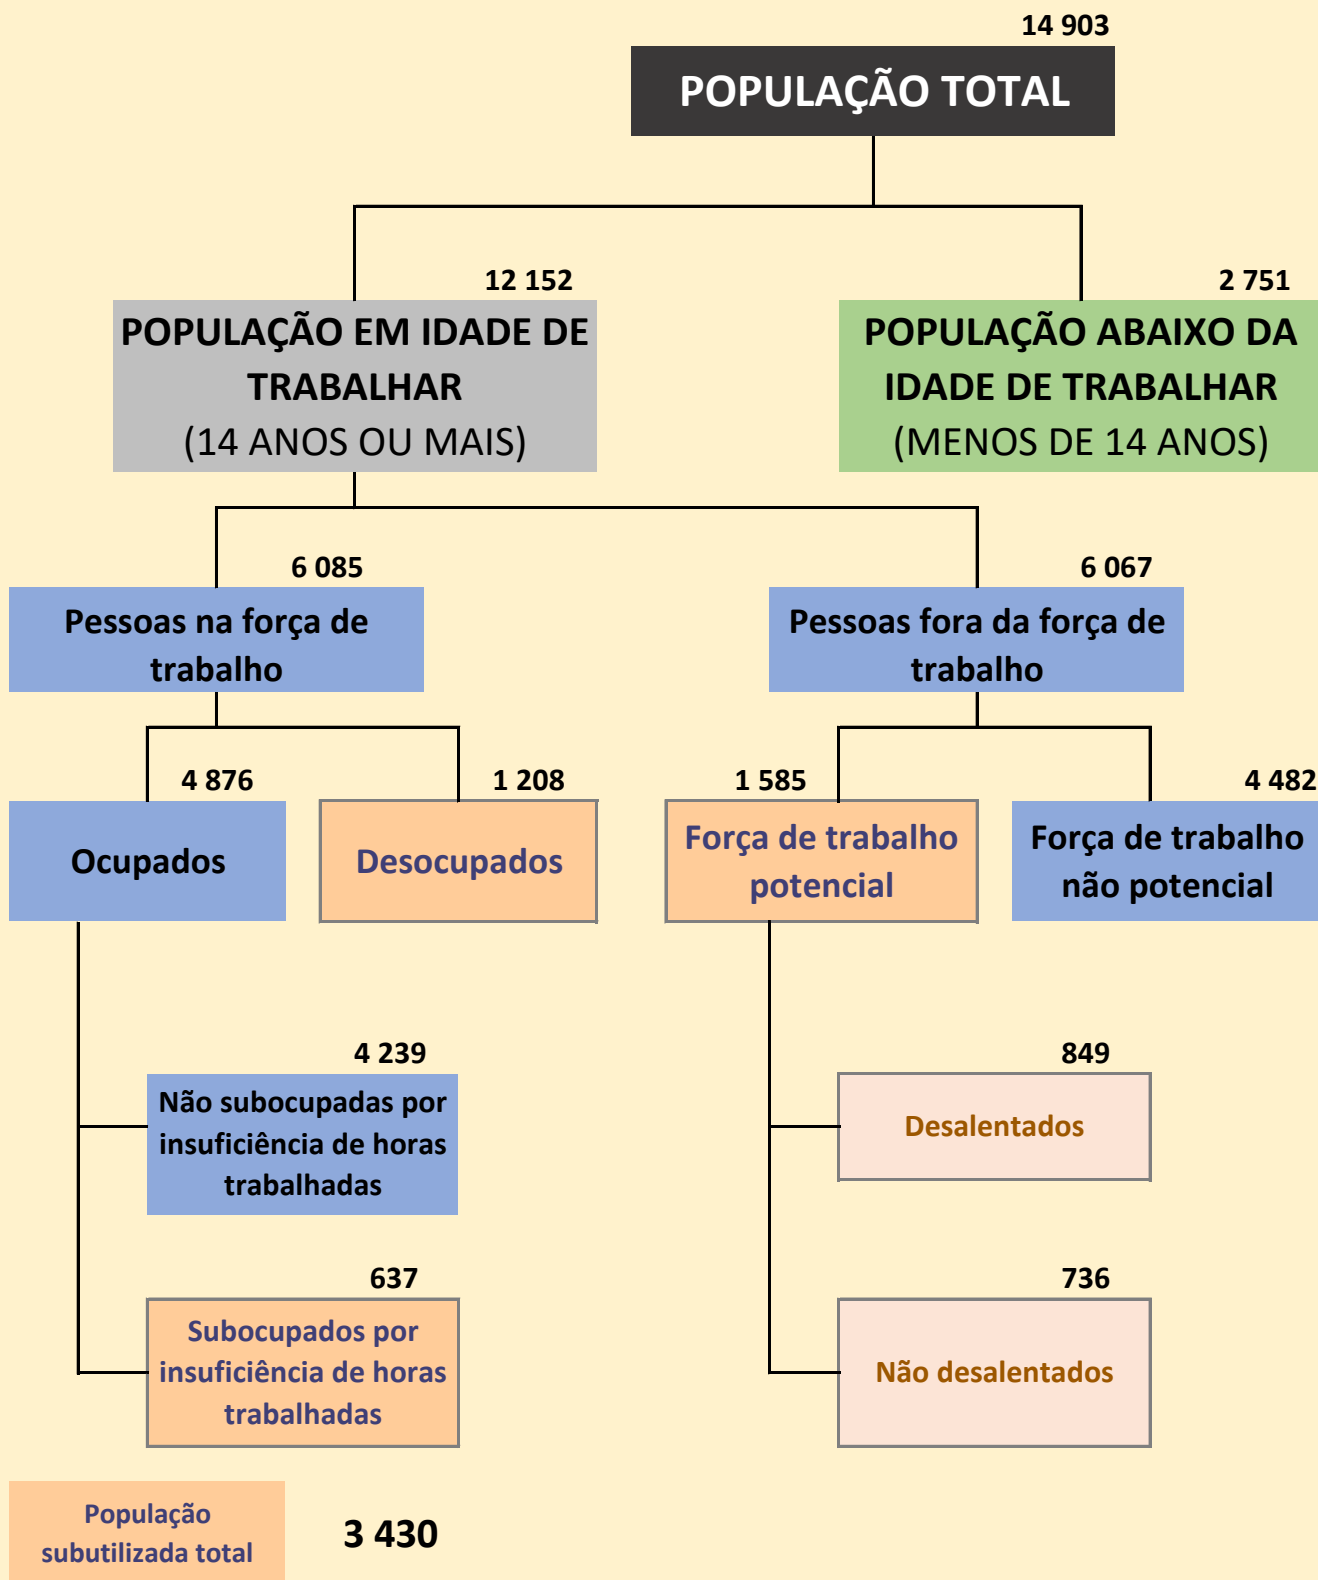 14 903
POPULAÇÃO TOTAL
12 152
POPULAÇÃO EM IDADE DE
TRABALHAR
(14 ANOS OU MAIS)
2 751
POPULAÇÃO ABAIXO DA
IDADE DE TRABALHAR
(MENOS DE 14 ANOS)
6 085
Pessoas na força de
trabalho
6 067
Pessoas fora da força de
trabalho
4 876
Ocupados
1 208
Desocupados
1 585
Força de trabalho
potencial
4 482
Força de trabalho
não potencial
4 239
Não subocupadas por
insuficiência de horas
trabalhadas
849
Desalentados
637
Subocupados por
insuficiência de horas
trabalhadas
736
Não desalentados
População
subutilizada total
3 430